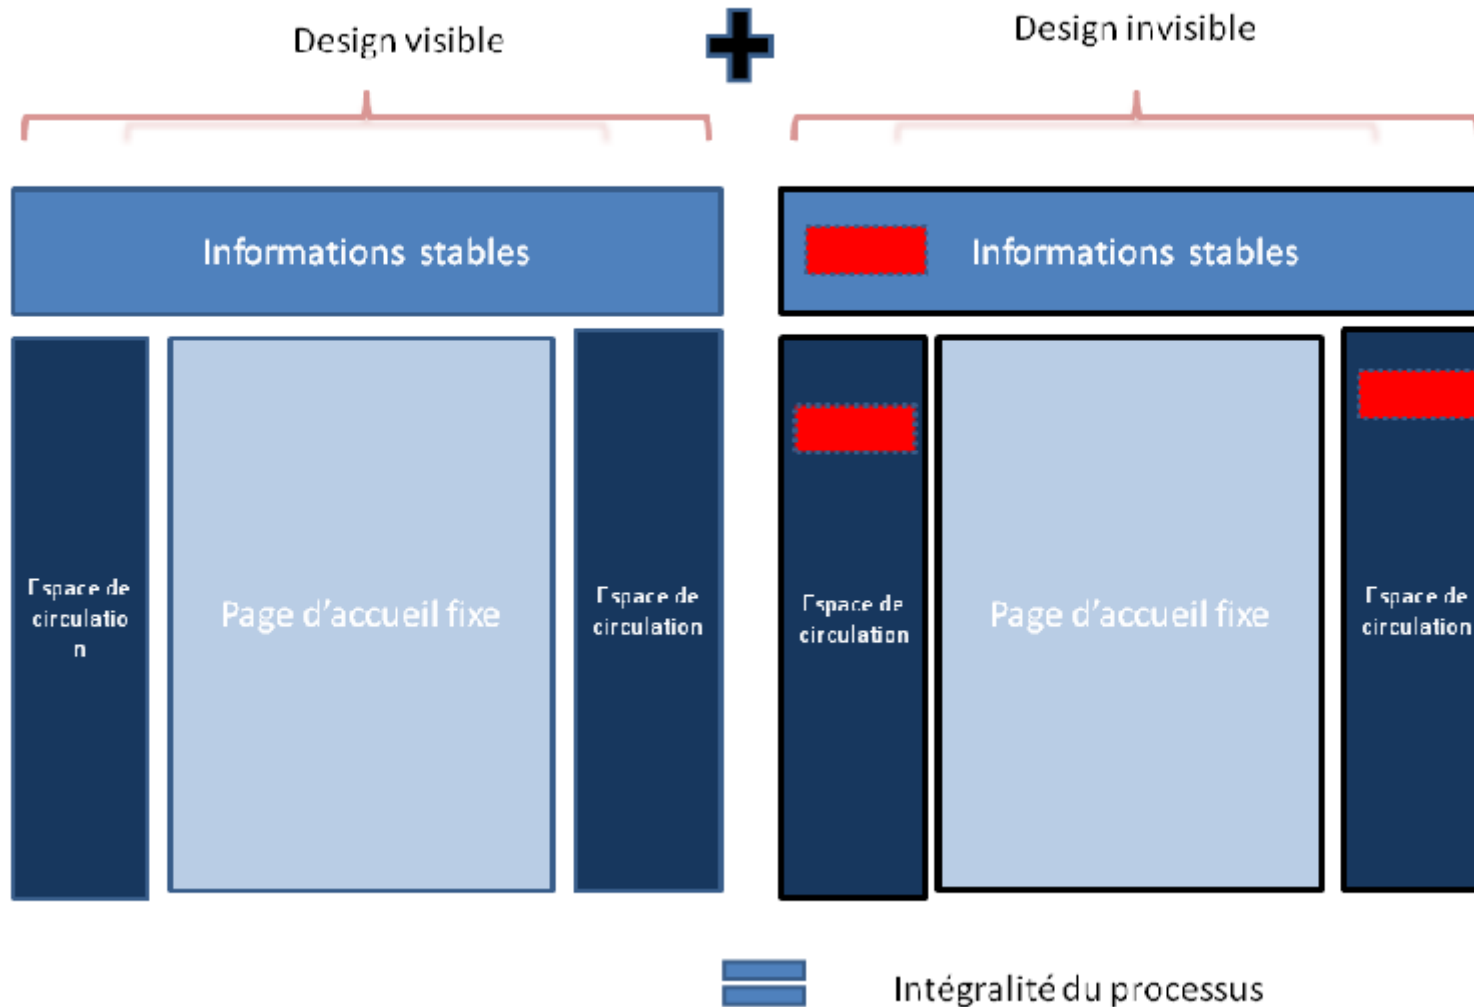 Design visible
Design invisible
Informations stables
Informations stables
Espace de
circulatio
n
Page d'accueil fixe
Espace de
circulation
Espace de
circulation
Page d'accueil fixe
Espace de
circulation
Intégralité du processus